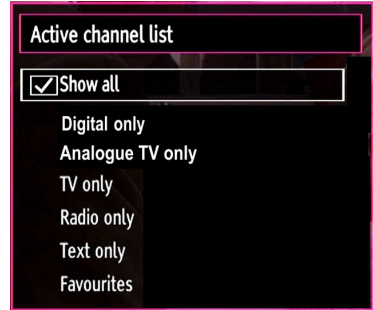 Active channel list
Show all
Digital only
Analogue TV only
TV only
Radio only
Text only
Favourites